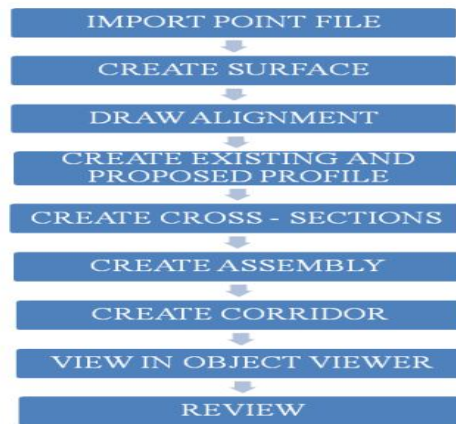 IMPORT POINT FILE
CREATE SURFACE
DRAW ALIGNMENT
CREATE EXISTING AND
PROPOSED PROFILE
CREATE CROSS - SECTIONS
CREATE ASSEMBLY
CREATE CORRIDOR
VIEW IN OBJECT VIEWER
REVIEW